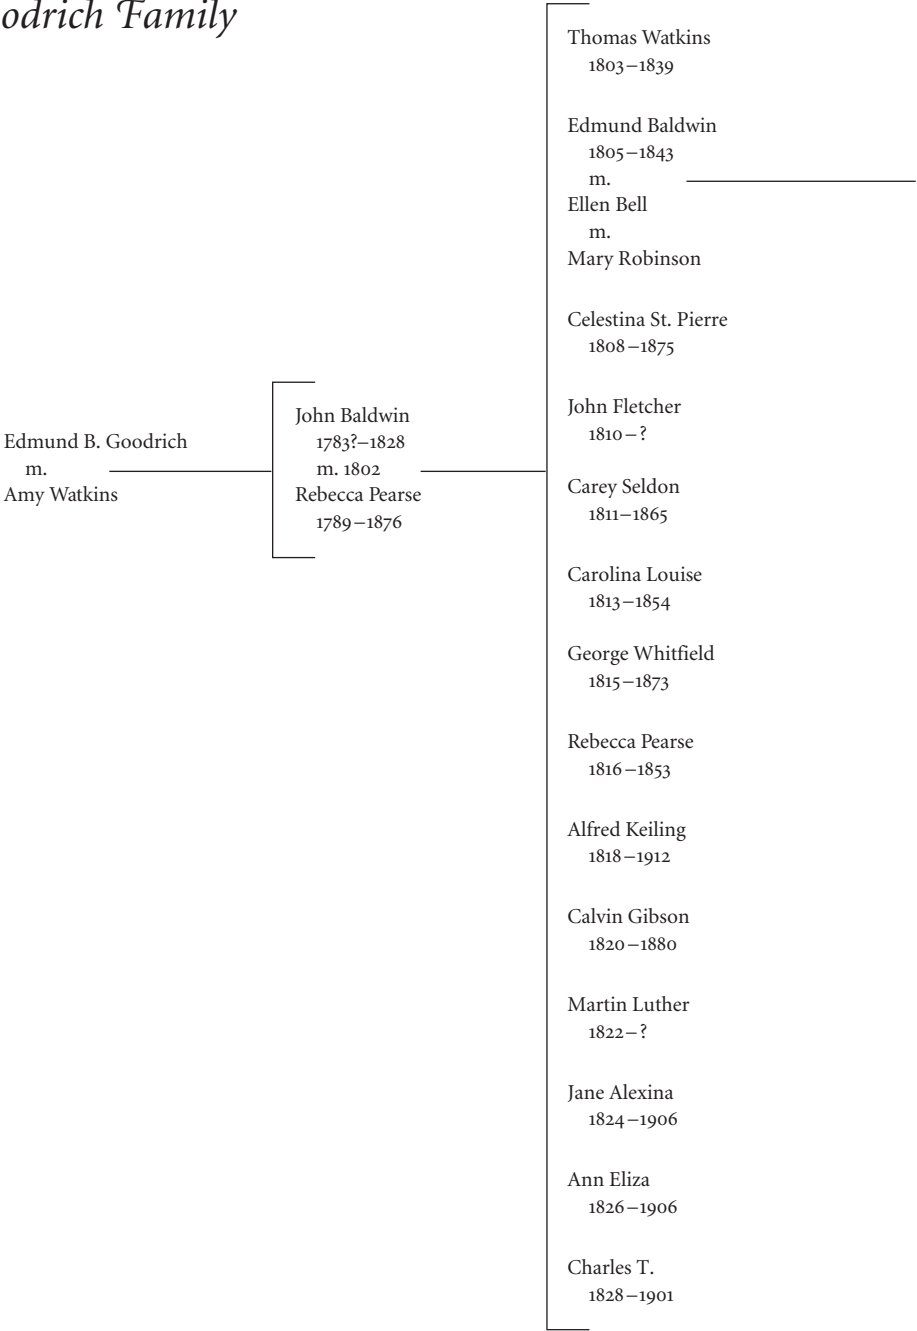 odrich Family
Edmund B. Goodrich
m.
Amy Watkins
John Baldwin
1783?–1828
m. 1802
Rebecca Pearse
1789–1876
Thomas Watkins
1803–1839
Edmund Baldwin
1805–1843
m.
Ellen Bell
m.
Mary Robinson
Celestina St. Pierre
1808–1875
John Fletcher
1810–?
Carey Seldon
1811–1865
Carolina Louise
1813–1854
George Whitfield
1815–1873
Rebecca Pearse
1816–1853
Alfred Keiling
1818–1912
Calvin Gibson
1820–1880
Martin Luther
1822–?
Jane Alexina
1824–1906
Ann Eliza
1826–1906
Charles T.
1828–1901